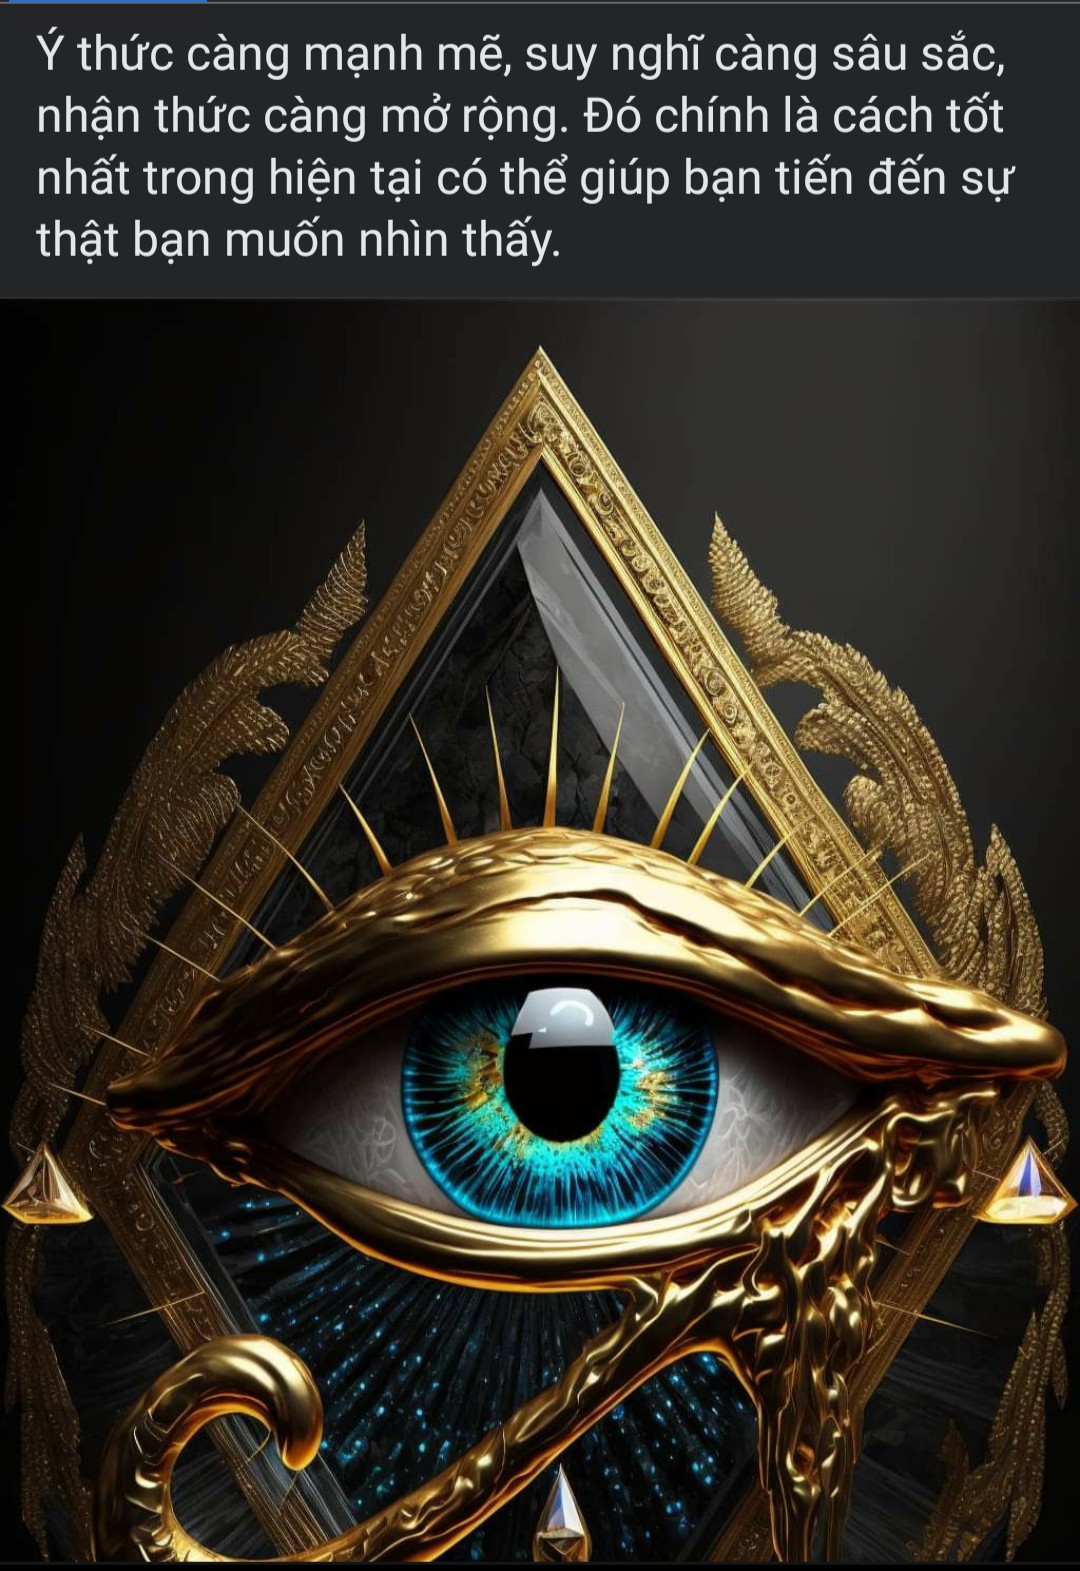 Ý thức càng mạnh mẽ, suy nghĩ càng sâu sắc,
nhận thức càng mở rộng. Đó chính là cách tốt
nhất trong hiện tại có thể giúp bạn tiến đến sự
thật bạn muốn nhìn thấy.